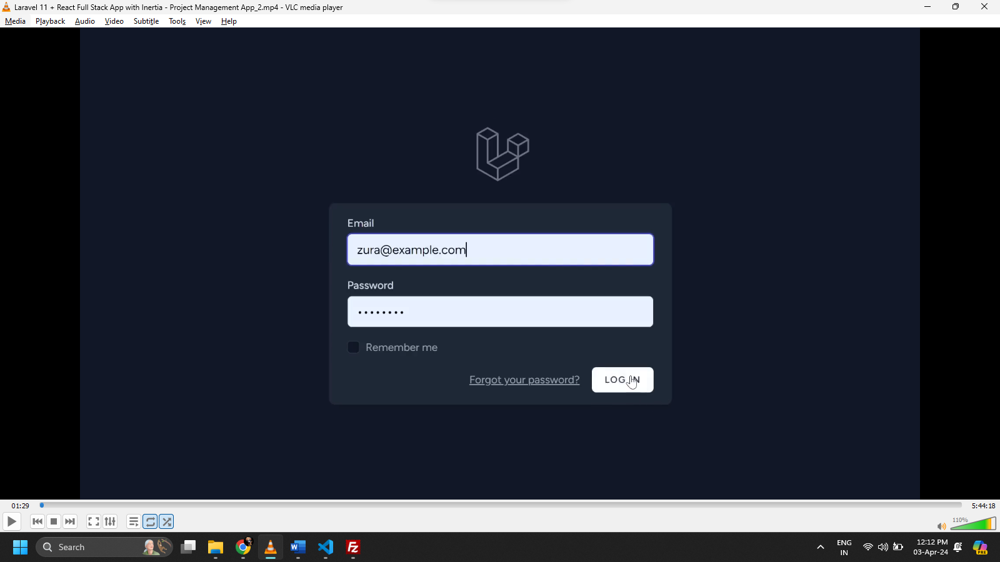 Laravel 11 + React Full Stack App with Inertia - Project Management App_2.mp4 - VLC media player
Media Playback Audio Video Subtitle Tools View Help
Email
zura@example.com
Password
Remember me
Forgot your password? LOG IN
01:29 5:44:18
110%
Search
ENG
IN
12:12 PM
03-Apr-24
PRE